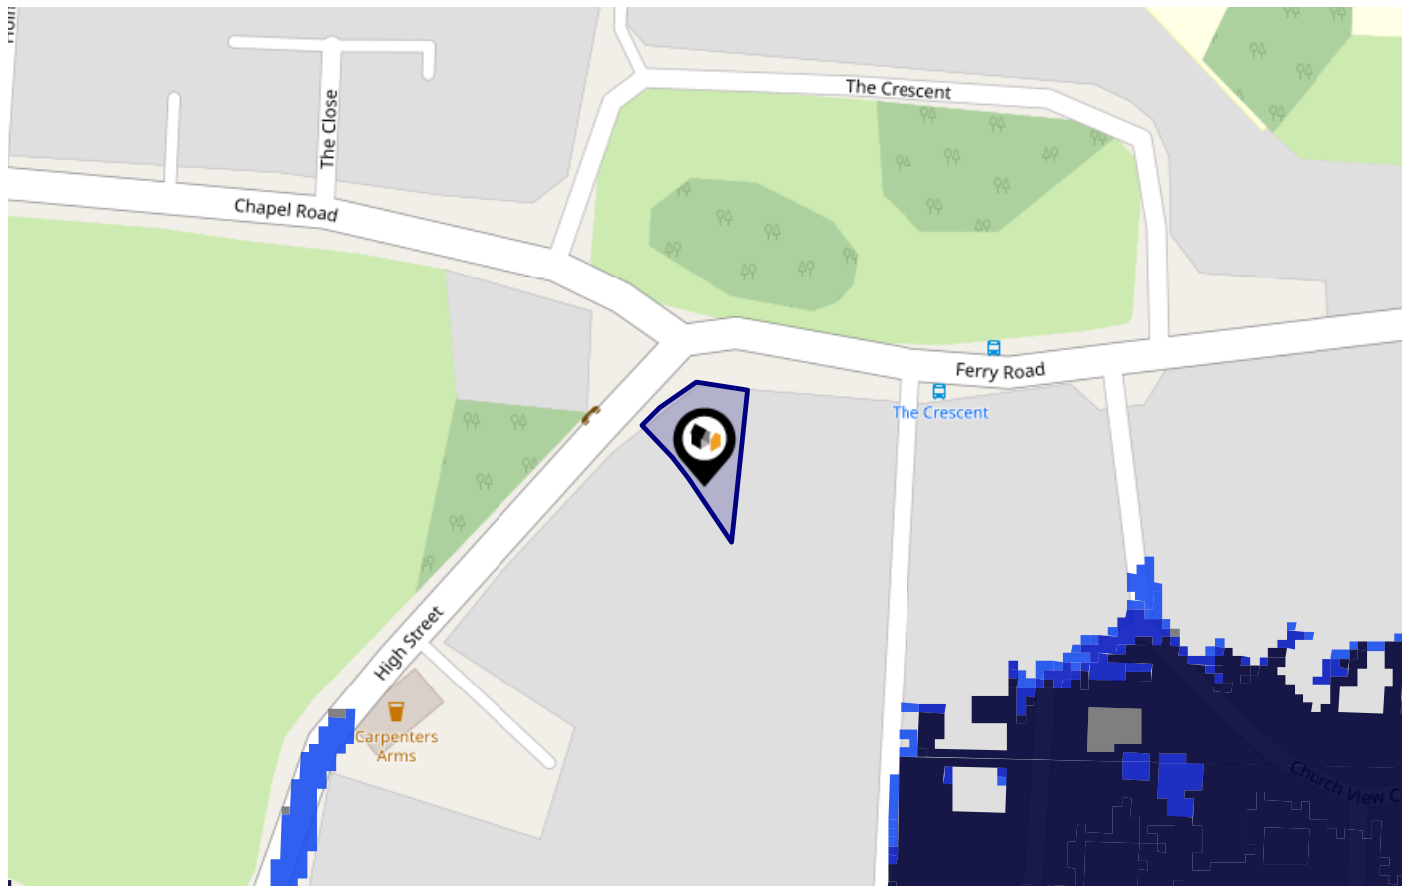 The Crescent
The Close
Chapel Road
Ferry Road
The Crescent
High Street
Carpenters
Arms
Church View C